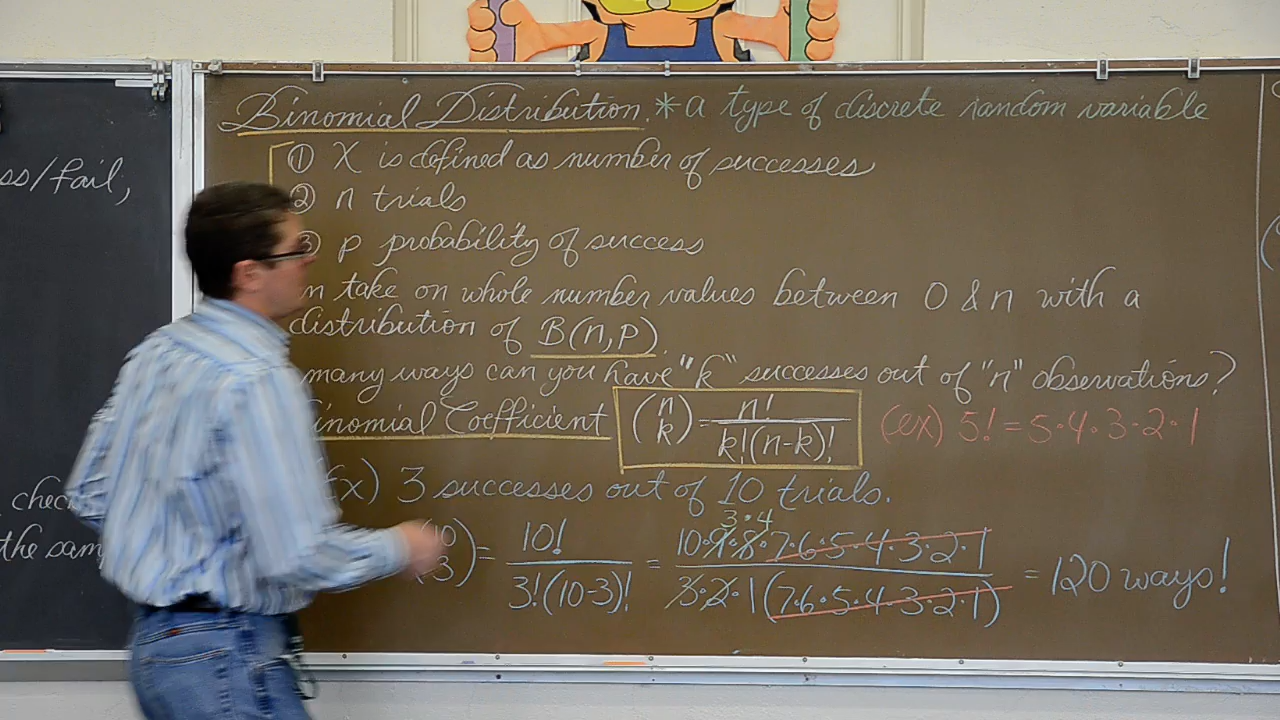 Binomial Distribution. * a type of discrete random variable
ss/fail,
① X is defined as number of successes
② n trials
③ p probability of success
take on whole number values between 0 & n with a
distribution of B(n,p).
many ways can you have "k" successes out of "n" observations?
Coefficient (n k) = n! / k!(n-k)! (ex) 5! = 5·4·3·2·1
3 successes out of 10 trials.
3·4
(10 3) = 10! / 3!(10-3)! = 10·9·8·7·6·5·4·3·2·1 / 3·2·1(7·6·5·4·3·2·1) = 120 ways!
the sam